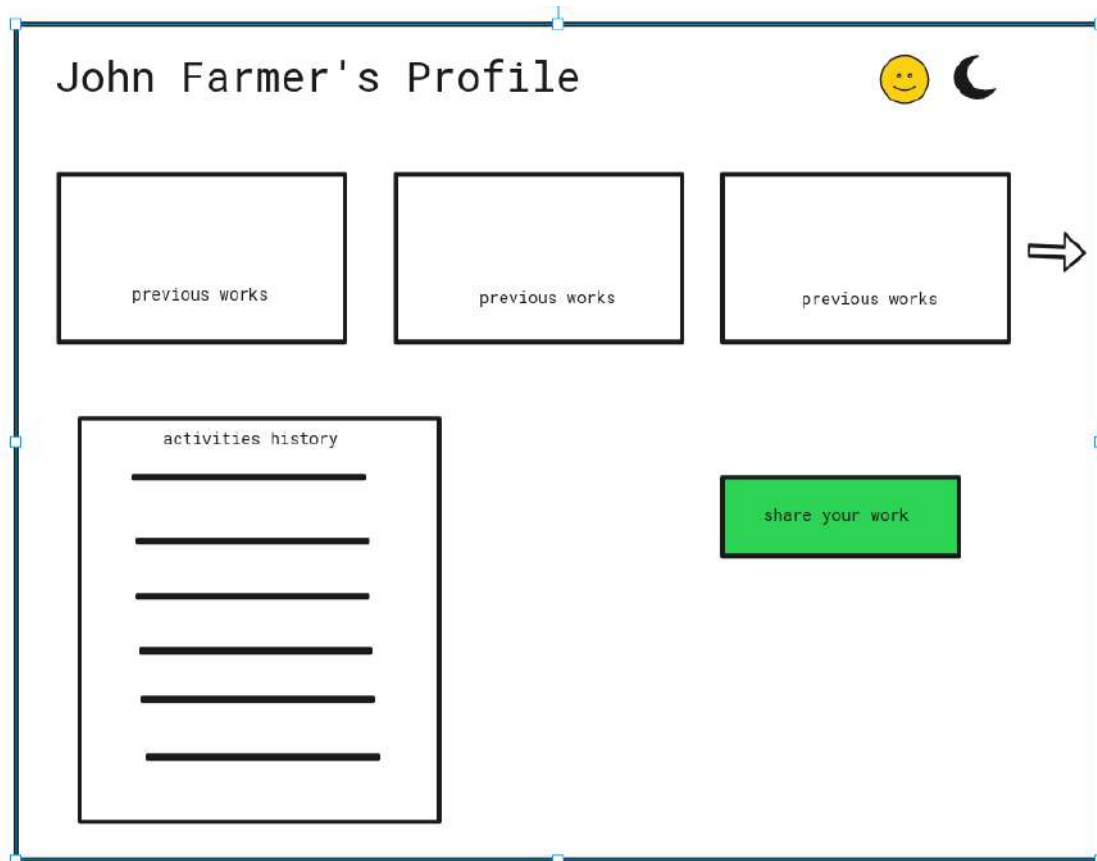 John Farmer's Profile
previous works
previous works
previous works
activities history
share your work